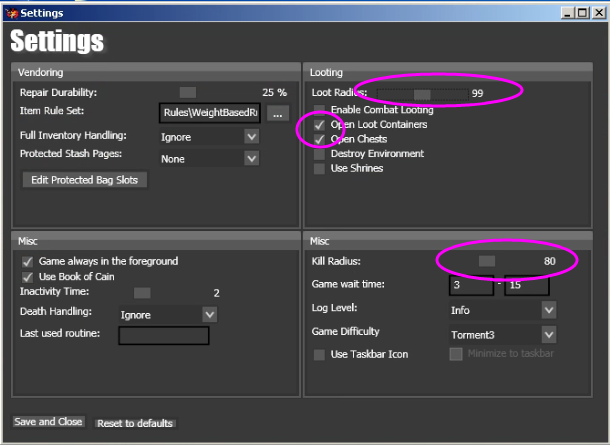 Settings
Settings
Vendoring
Repair Durability: 25 %
Item Rule Set: Rules\WeightBasedRu ...
Full Inventory Handling: Ignore
Protected Stash Pages: None
Edit Protected Bag Slots
Looting
Loot Radius: 99
Enable Combat Looting
Open Loot Containers
Open Chests
Destroy Environment
Use Shrines
Misc
Game always in the foreground
Use Book of Cain
Inactivity Time: 2
Death Handling: Ignore
Last used routine:
Misc
Kill Radius: 80
Game wait time: 3 - 15
Log Level: Info
Game Difficulty Torment3
Use Taskbar Icon Minimize to taskbar
Save and Close Reset to defaults